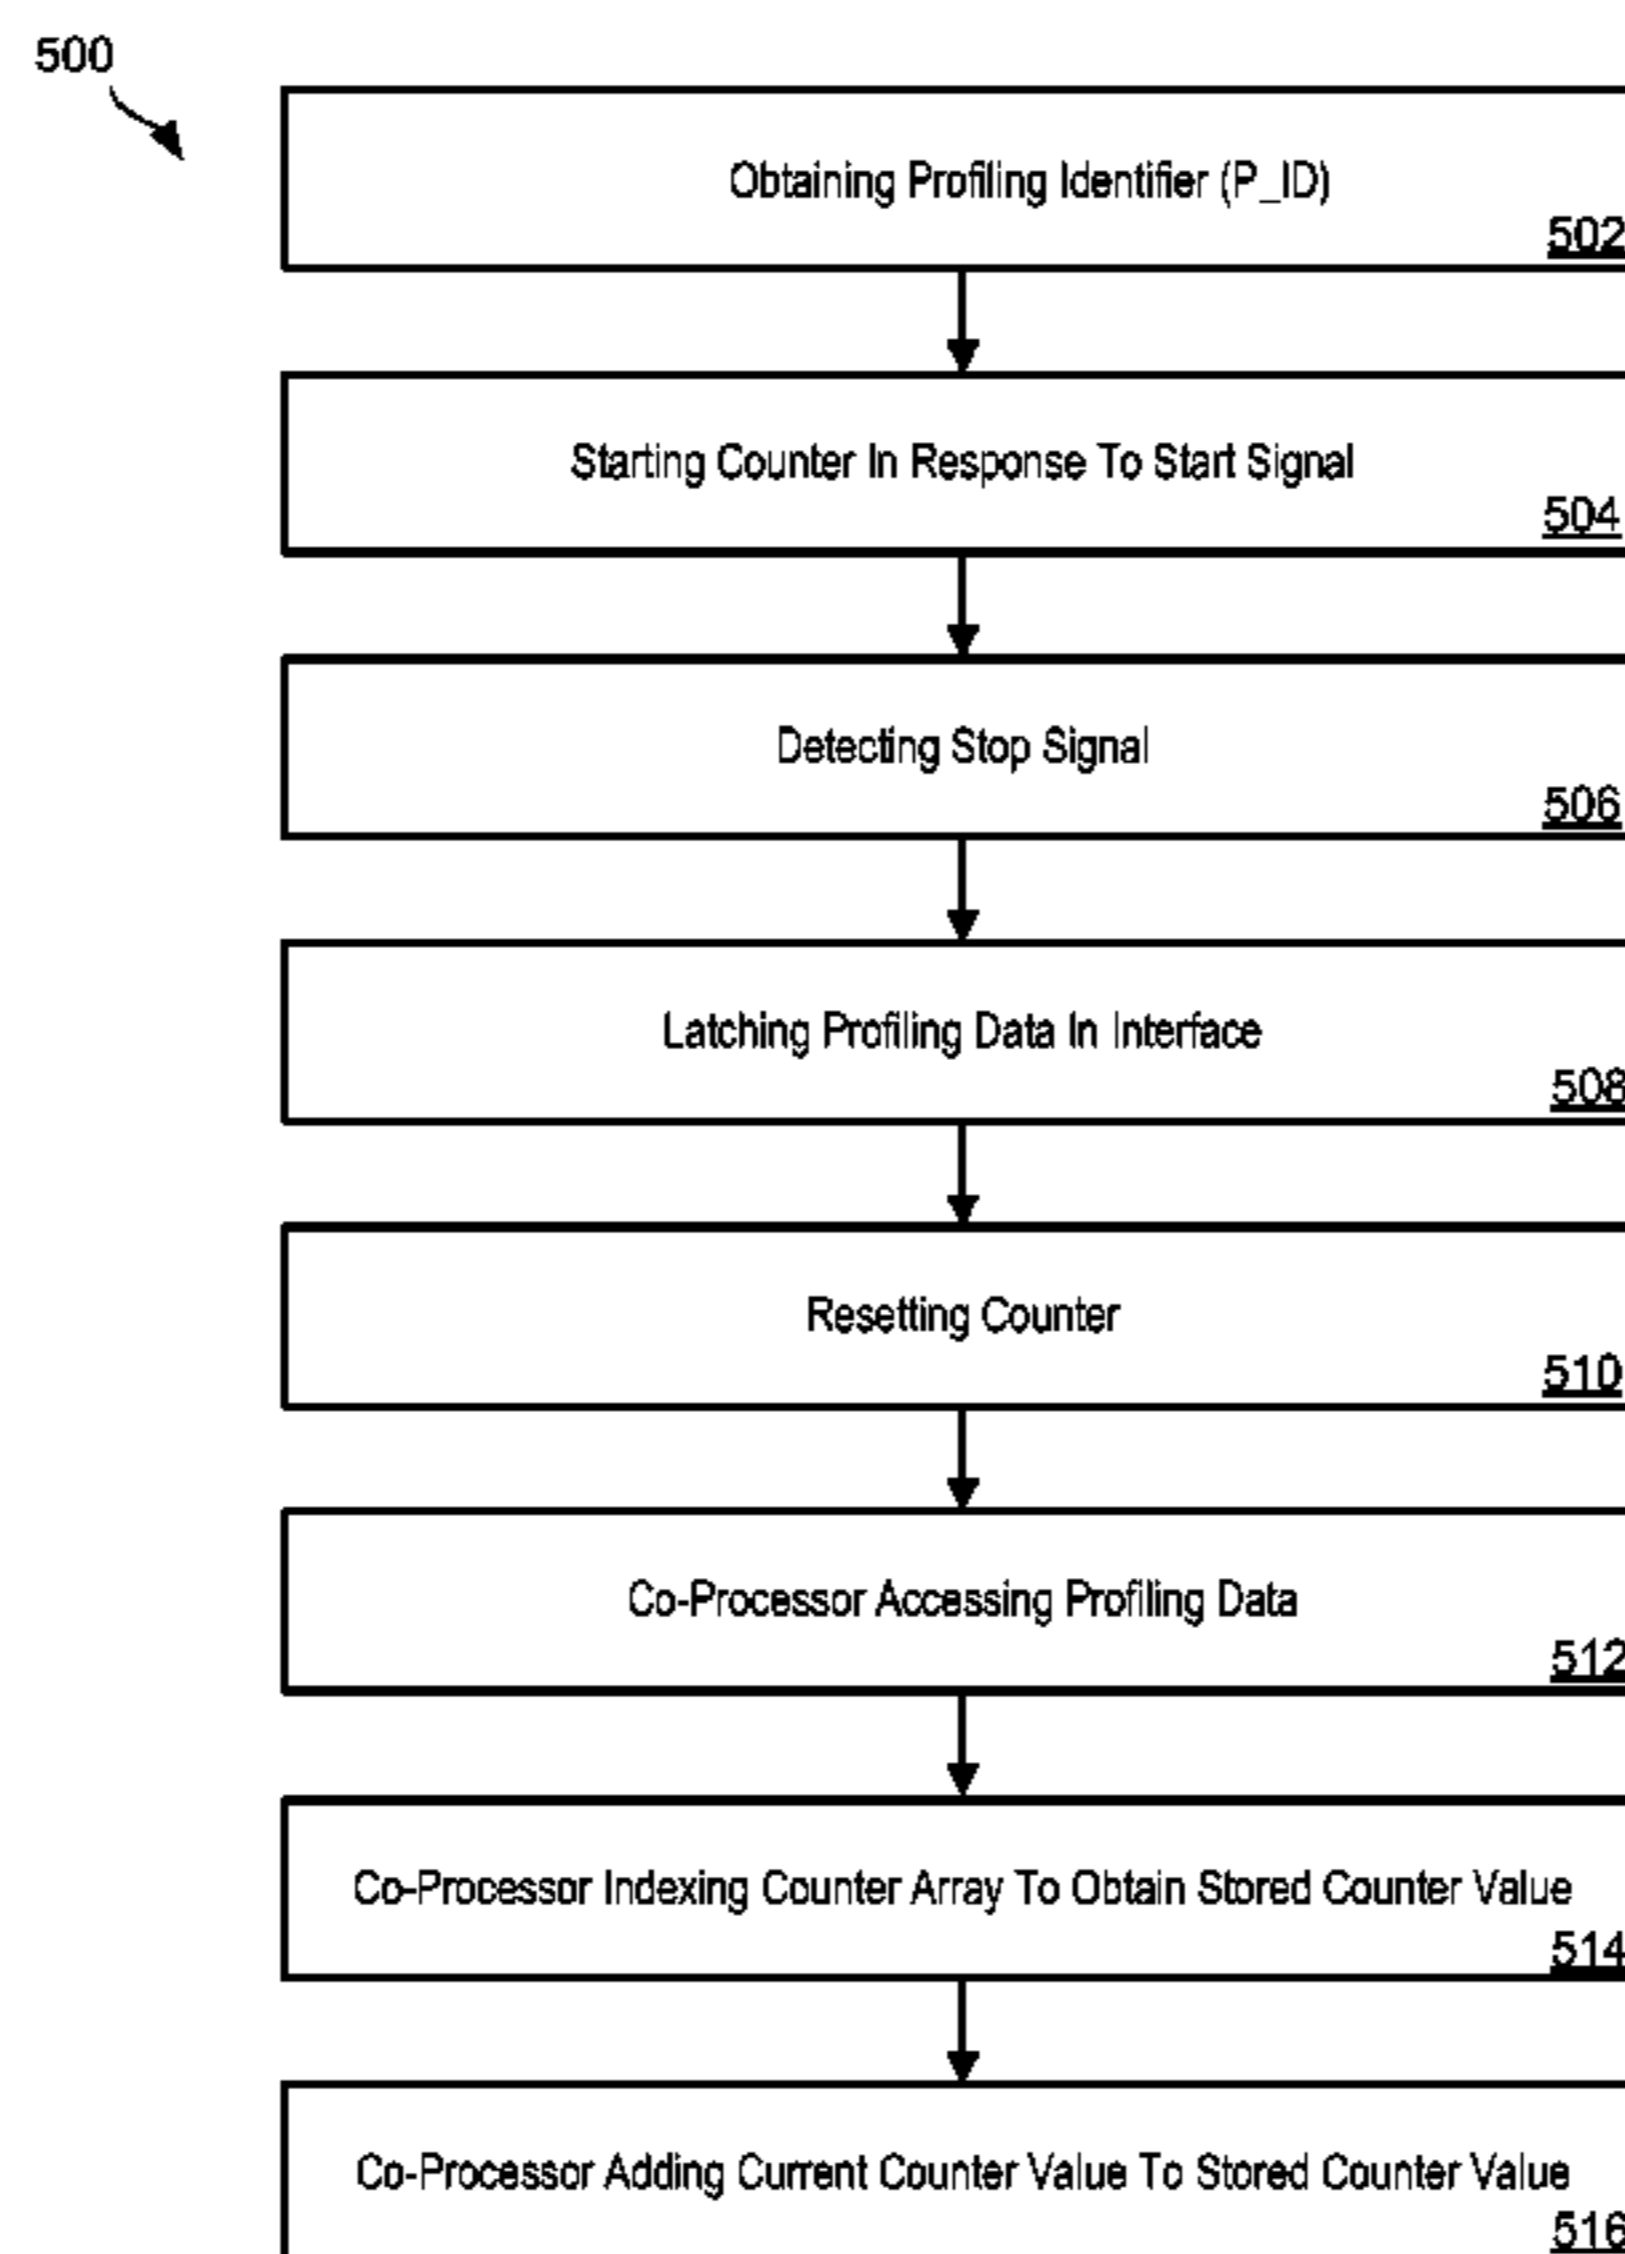 500
Obtaining Profiling Identifier (P_ID)
502
Starting Counter In Response To Start Signal
504
Detecting Stop Signal
506
Latching Profiling Data In Interface
508
Resetting Counter
510
Co-Processor Accessing Profiling Data
512
Co-Processor Indexing Counter Array To Obtain Stored Counter Value
514
Co-Processor Adding Current Counter Value To Stored Counter Value
516